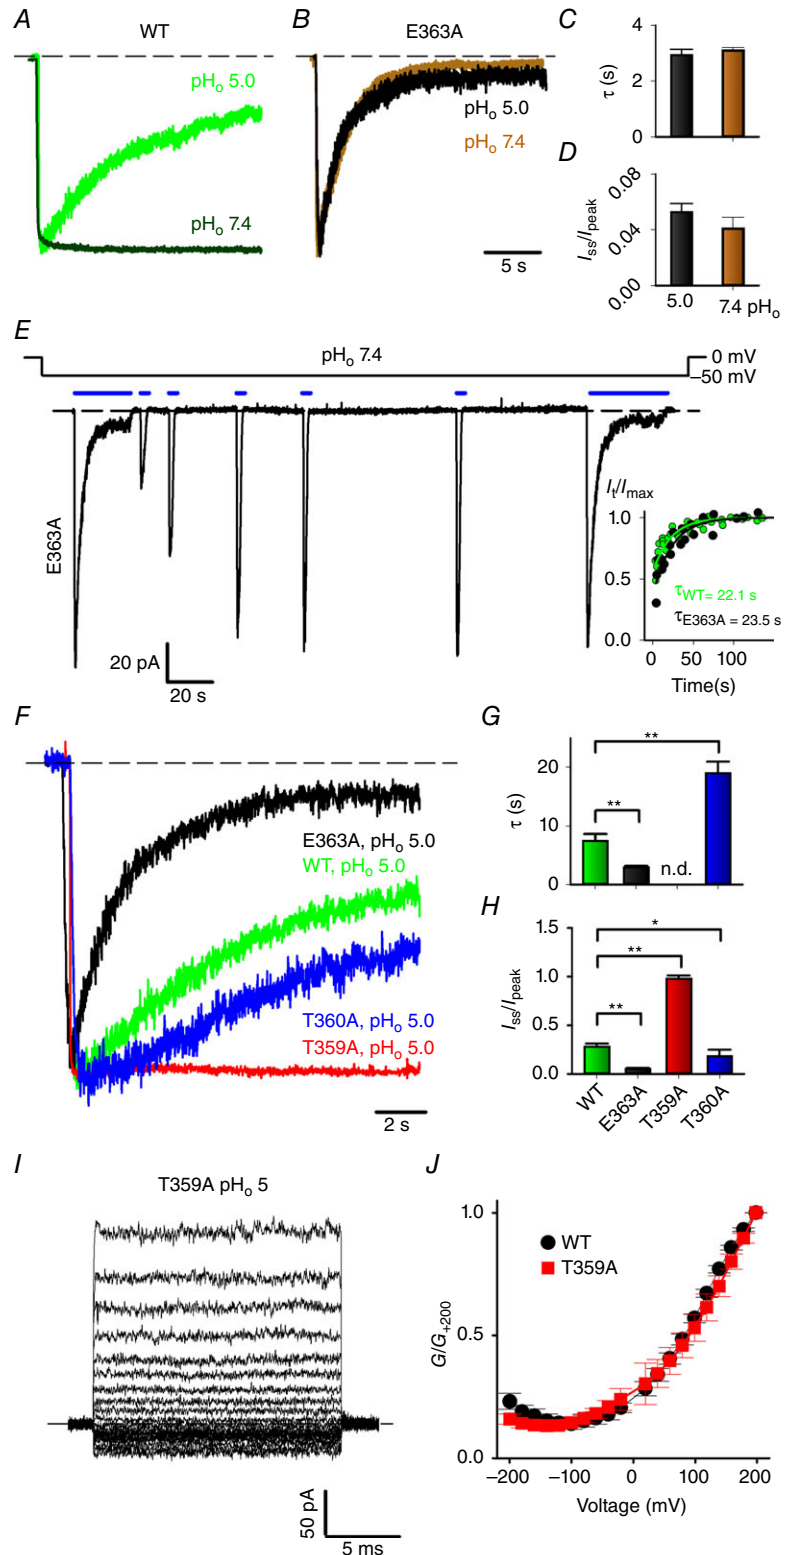 A
WT
pHo 5.0
pHo 7.4
B
E363A
pHo 5.0
pHo 7.4
5 s
C
τ (s)
4
2
0
D
Iss/Ipeak
0.08
0.04
0.00
5.0
7.4 pHo
E
pHo 7.4
0 mV
–50 mV
E363A
20 pA
20 s
It/Imax
1.0
0.5
0.0
τWT= 22.1 s
τE363A = 23.5 s
0 50 100
Time(s)
F
E363A, pHo 5.0
WT, pHo 5.0
T360A, pHo 5.0
T359A, pHo 5.0
2 s
G
τ (s)
20
10
0
**
**
n.d.
H
Iss/Ipeak
1.5
1.0
0.5
0.0
*
**
**
WT
E363A
T359A
T360A
I
T359A pHo 5
50 pA
5 ms
J
WT
T359A
G/G+200
1.0
0.5
0.0
–200 –100 0 100 200
Voltage (mV)